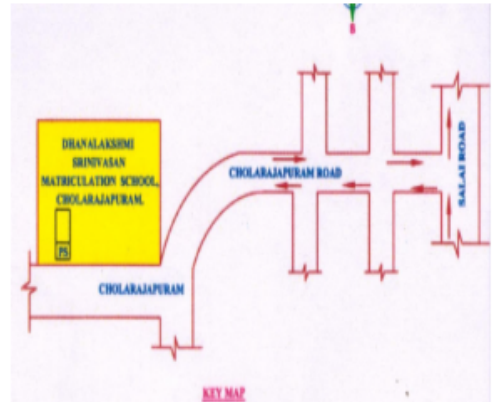 S
DHANALAKSHMI
SRINIVASAN
MATRICULATION SCHOOL,
CHOLARAJAPURAM.
PS
CHOLARAJAPURAM ROAD
SALAI ROAD
CHOLARAJAPURAM
KEY MAP